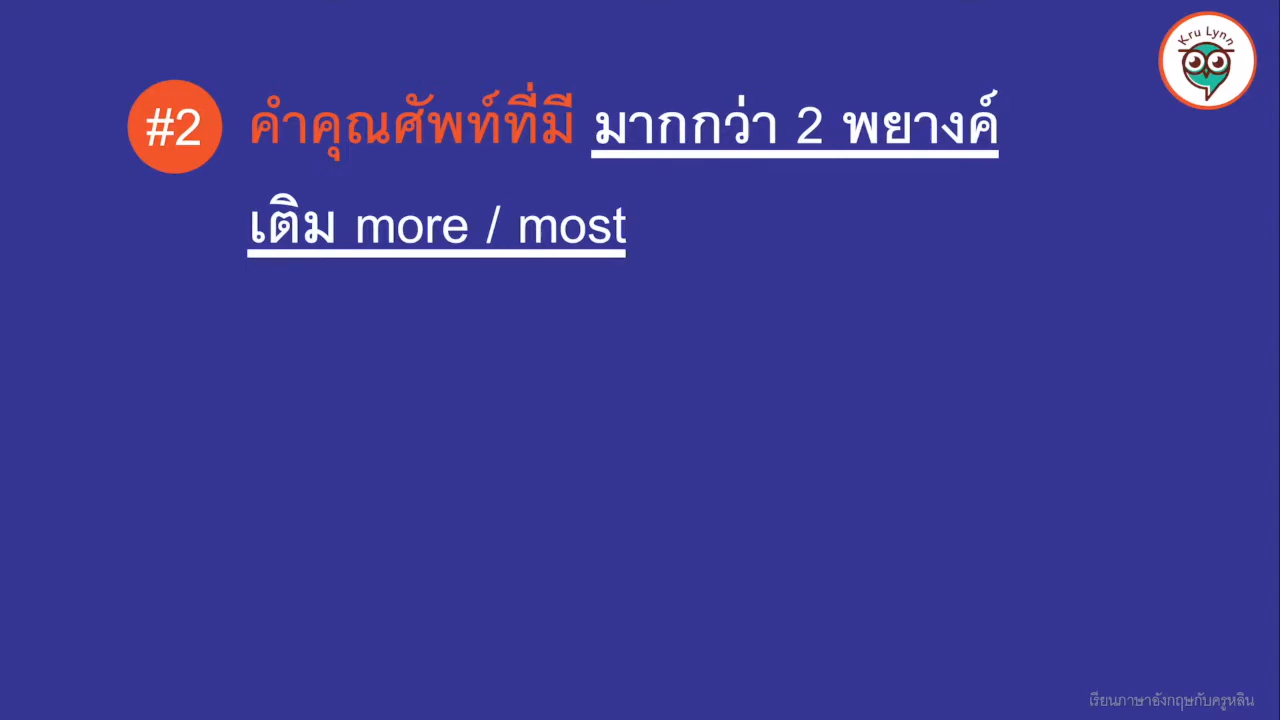 Kru Lynn
#2 คำคุณศัพท์ที่มี มากกว่า 2 พยางค์
เติม more / most
เรียนภาษาอังกฤษกับครูหลิน